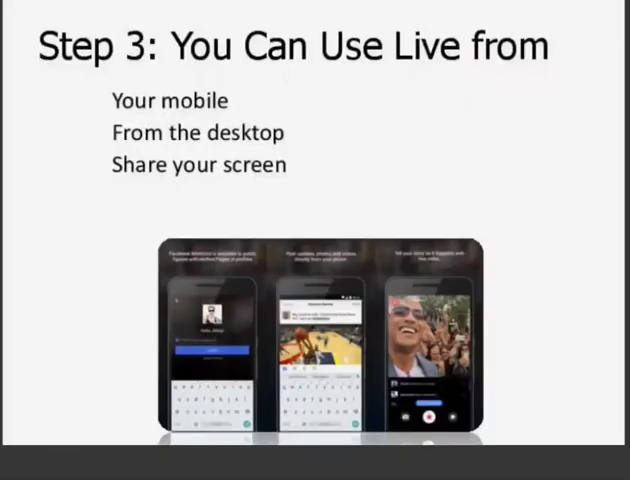 Step 3: You Can Use Live from
Your mobile
From the desktop
Share your screen